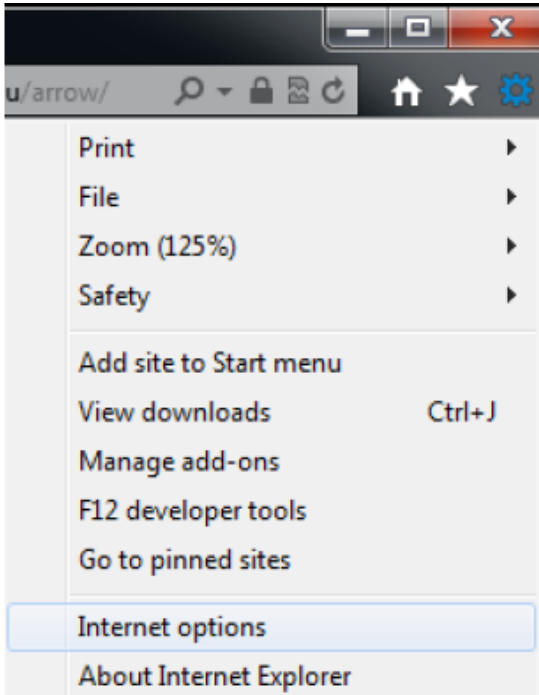 u/arrow/
Print
File
Zoom (125%)
Safety
Add site to Start menu
View downloads Ctrl+J
Manage add-ons
F12 developer tools
Go to pinned sites
Internet options
About Internet Explorer